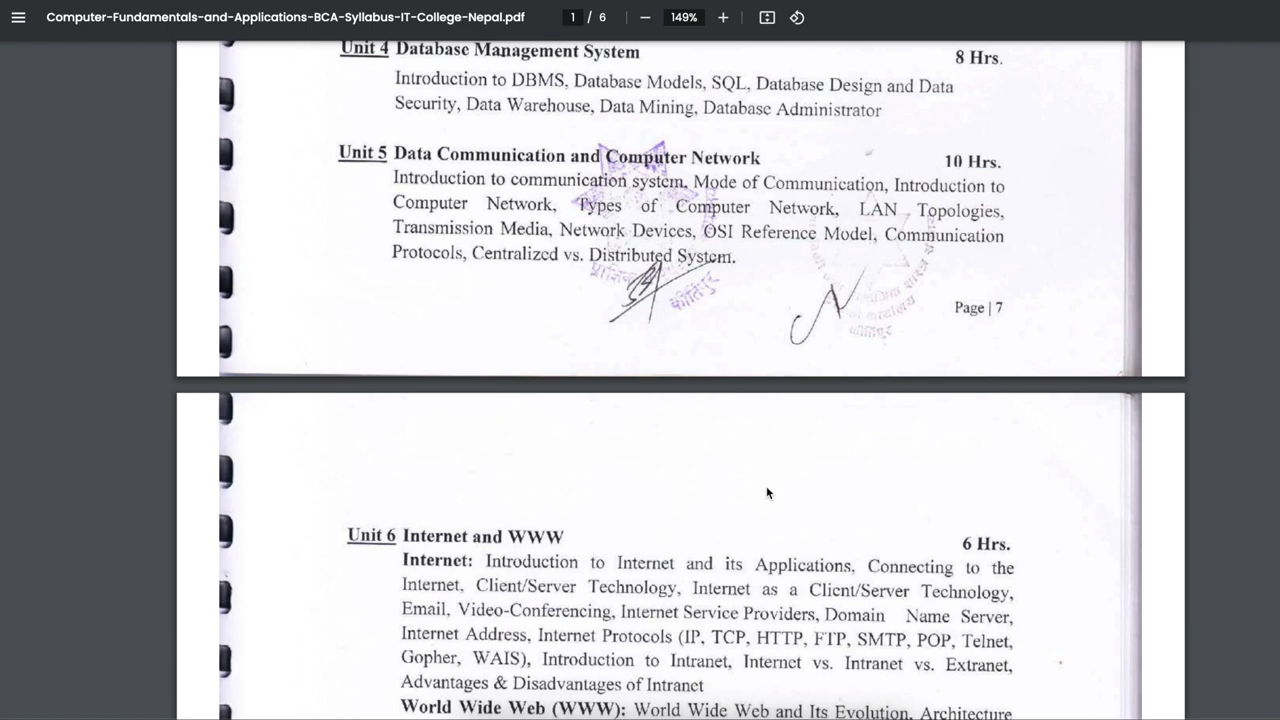 Computer-Fundamentals-and-Applications-BCA-Syllabus-IT-College-Nepal.pdf
1 / 6
149%
Unit 4 Database Management System 8 Hrs.
Introduction to DBMS, Database Models, SQL, Database Design and Data
Security, Data Warehouse, Data Mining, Database Administrator
Unit 5 Data Communication and Computer Network 10 Hrs.
Introduction to communication system, Mode of Communication, Introduction to
Computer Network, Types of Computer Network, LAN Topologies,
Transmission Media, Network Devices, OSI Reference Model, Communication
Protocols, Centralized vs. Distributed System.
कीर्तिपुर
Page | 7
Unit 6 Internet and WWW 6 Hrs.
Internet: Introduction to Internet and its Applications, Connecting to the
Internet, Client/Server Technology, Internet as a Client/Server Technology,
Email, Video-Conferencing, Internet Service Providers, Domain Name Server,
Internet Address, Internet Protocols (IP, TCP, HTTP, FTP, SMTP, POP, Telnet,
Gopher, WAIS), Introduction to Intranet, Internet vs. Intranet vs. Extranet,
Advantages & Disadvantages of Intranet
World Wide Web (WWW): World Wide Web and Its Evolution, Architecture